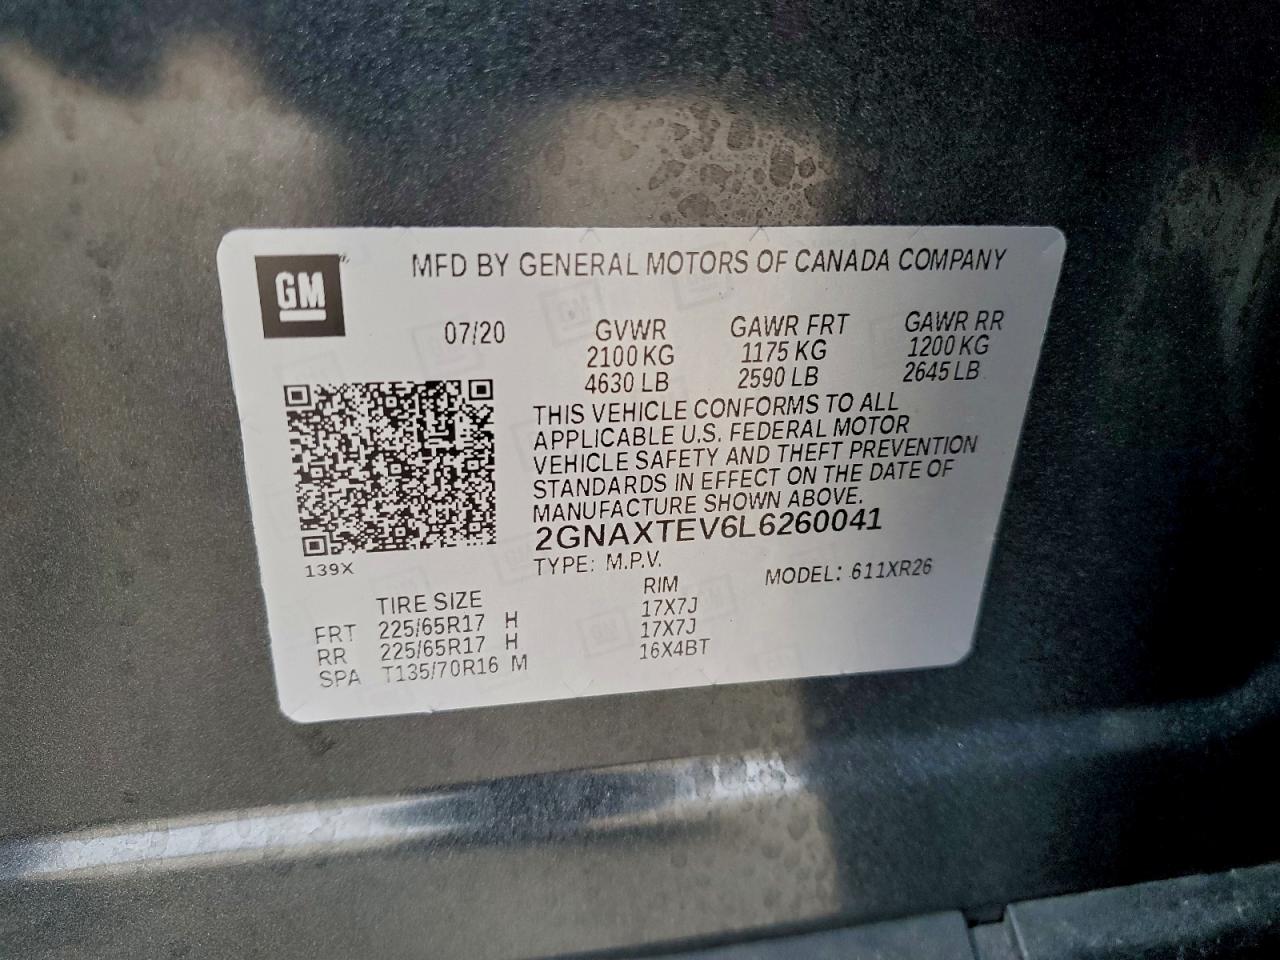 GM
MFD BY GENERAL MOTORS OF CANADA COMPANY
07/20
GVWR GAWR FRT GAWR RR
2100 KG 1175 KG 1200 KG
4630 LB 2590 LB 2645 LB
THIS VEHICLE CONFORMS TO ALL
APPLICABLE U.S. FEDERAL MOTOR
VEHICLE SAFETY AND THEFT PREVENTION
STANDARDS IN EFFECT ON THE DATE OF
MANUFACTURE SHOWN ABOVE.
2GNAXTEV6L6260041
TYPE: M.P.V. MODEL: 611XR26
139X
TIRE SIZE RIM
FRT 225/65R17 H 17X7J
RR 225/65R17 H 17X7J
SPA T135/70R16 M 16X4BT